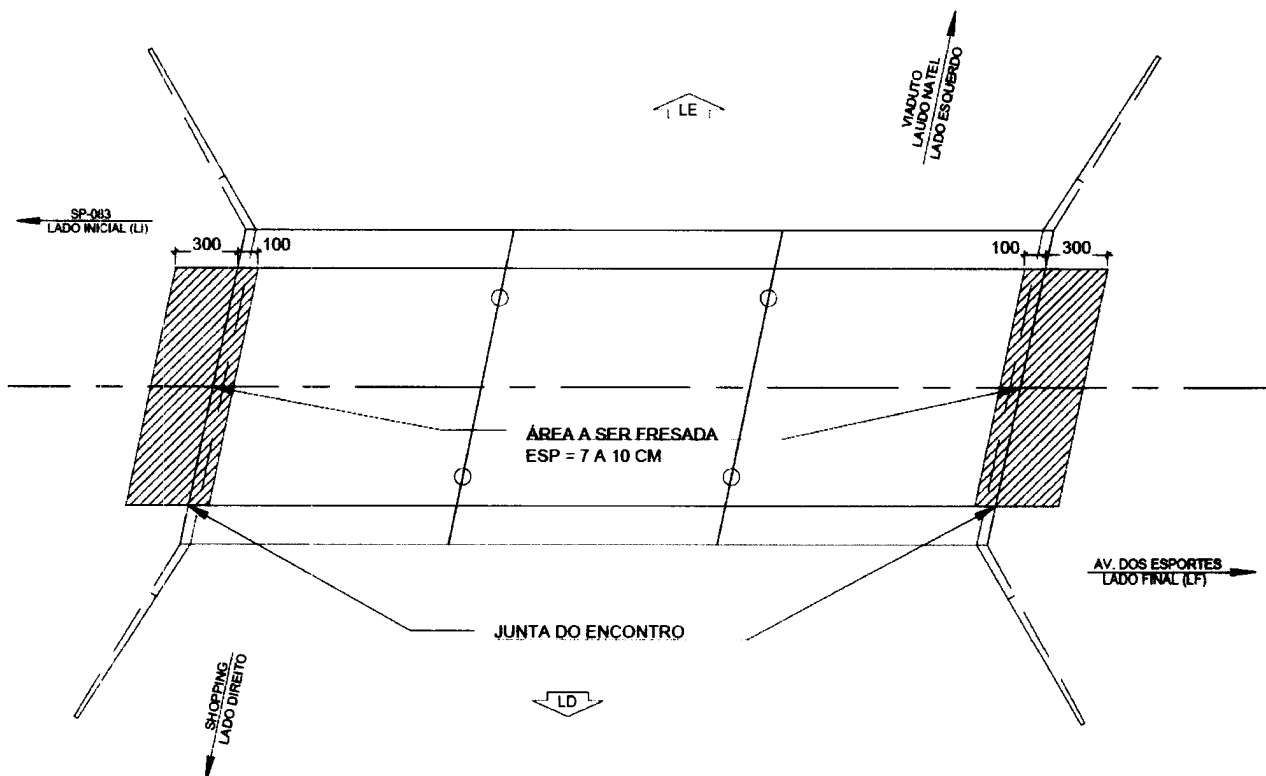 VIADUTO
LAUDO NATEL
LADO ESQUERDO
LE
SP-083
LADO INICIAL (LI)
300
100
100
300
ÁREA A SER FRESADA
ESP = 7 A 10 CM
AV. DOS ESPORTES
LADO FINAL (LF)
JUNTA DO ENCONTRO
SHOPPING
LADO DIREITO
LD